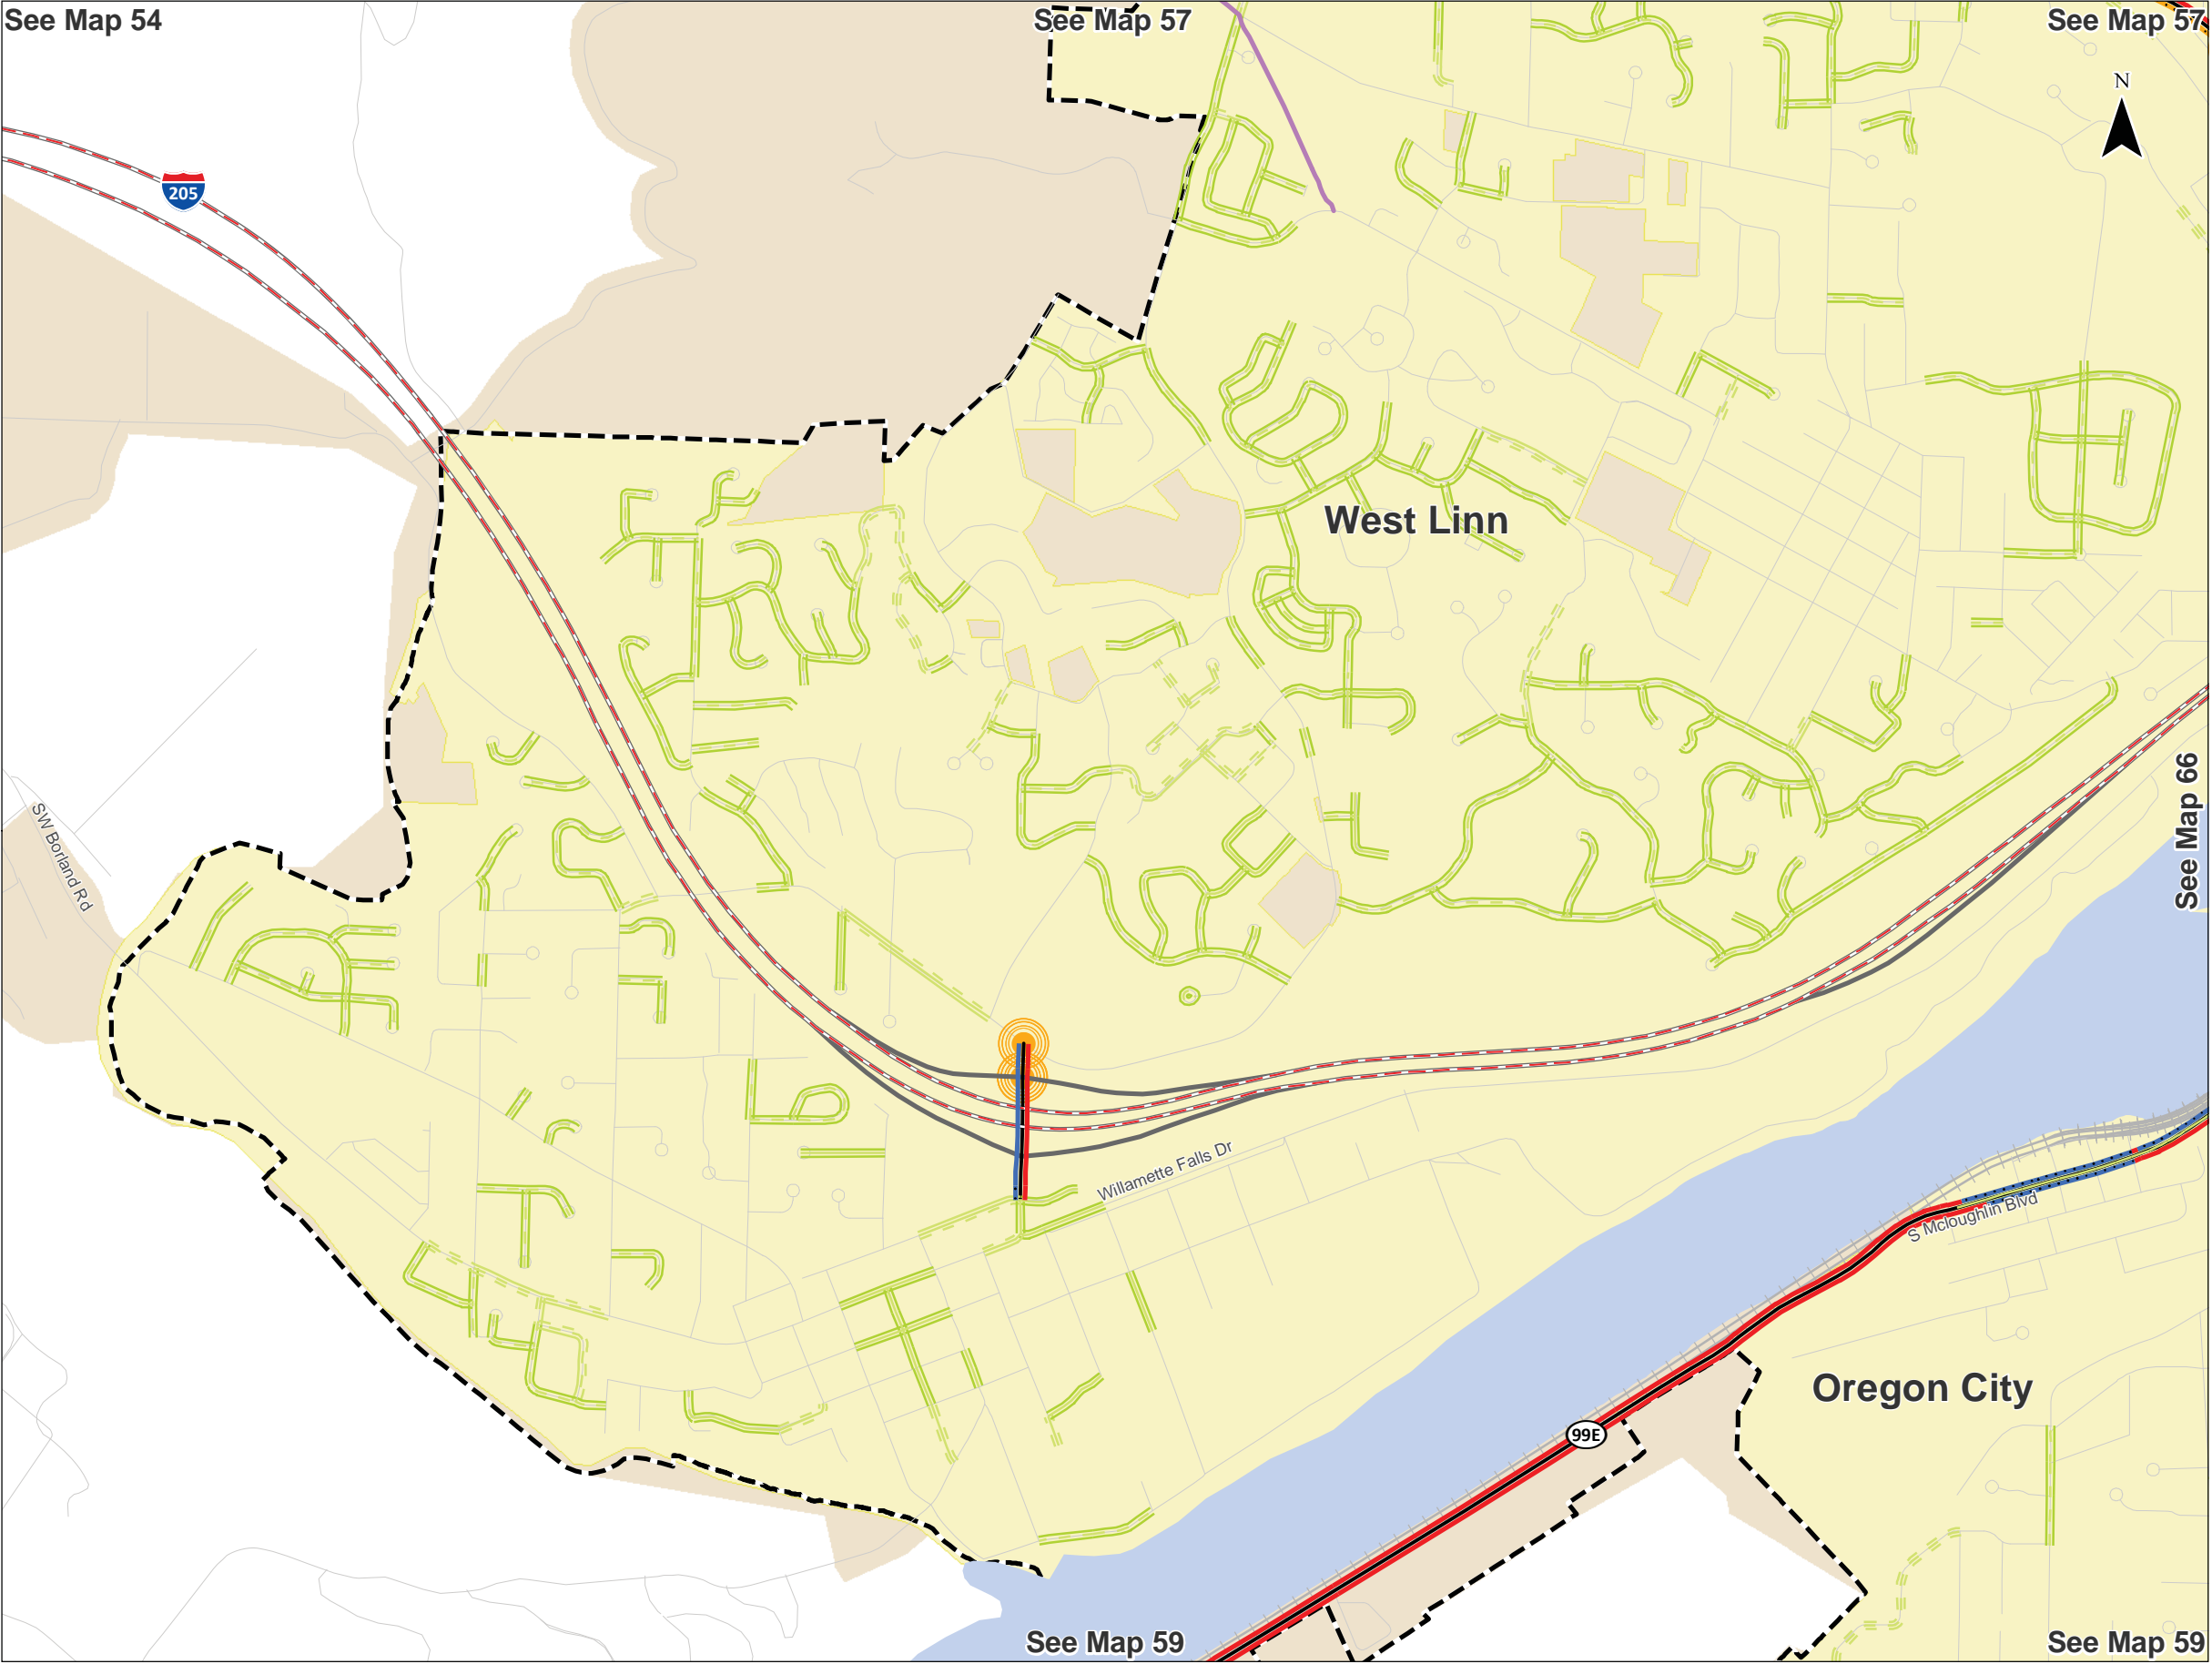 See Map 54
See Map 57
See Map 57
N
205
West Linn
SW Borland Rd
See Map 66
Willamette Falls Dr
S Mcloughlin Blvd
Oregon City
99E
See Map 59
See Map 59